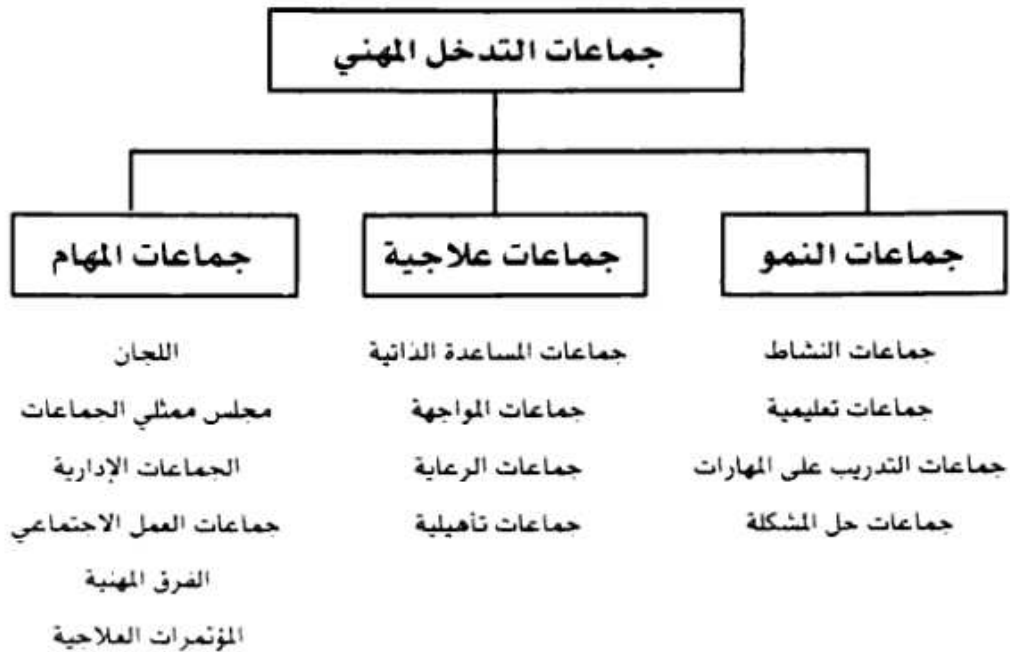 جماعات التدخل المهني
جماعات النمو
جماعات علاجية
جماعات المهام
جماعات النشاط
جماعات تعليمية
جماعات التدريب على المهارات
جماعات حل المشكلة
جماعات المساعدة الذاتية
جماعات المواجهة
جماعات الرعاية
جماعات تأهيلية
اللجان
مجلس ممثلي الجماعات
الجماعات الإدارية
جماعات العمل الاجتماعي
الفرق المهنية
المؤتمرات العلاجية